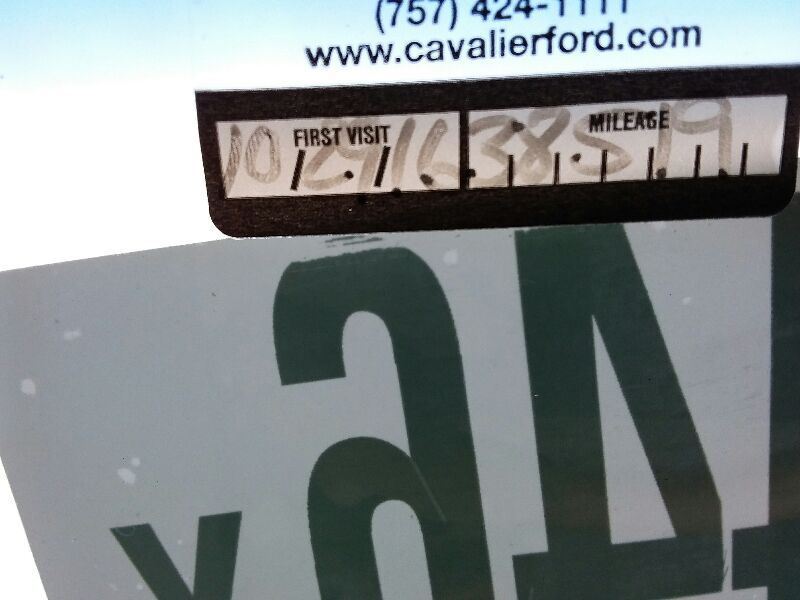 (757) 424-1111
www.cavalierford.com
FIRST VISIT MILEAGE
10/29/16 38519